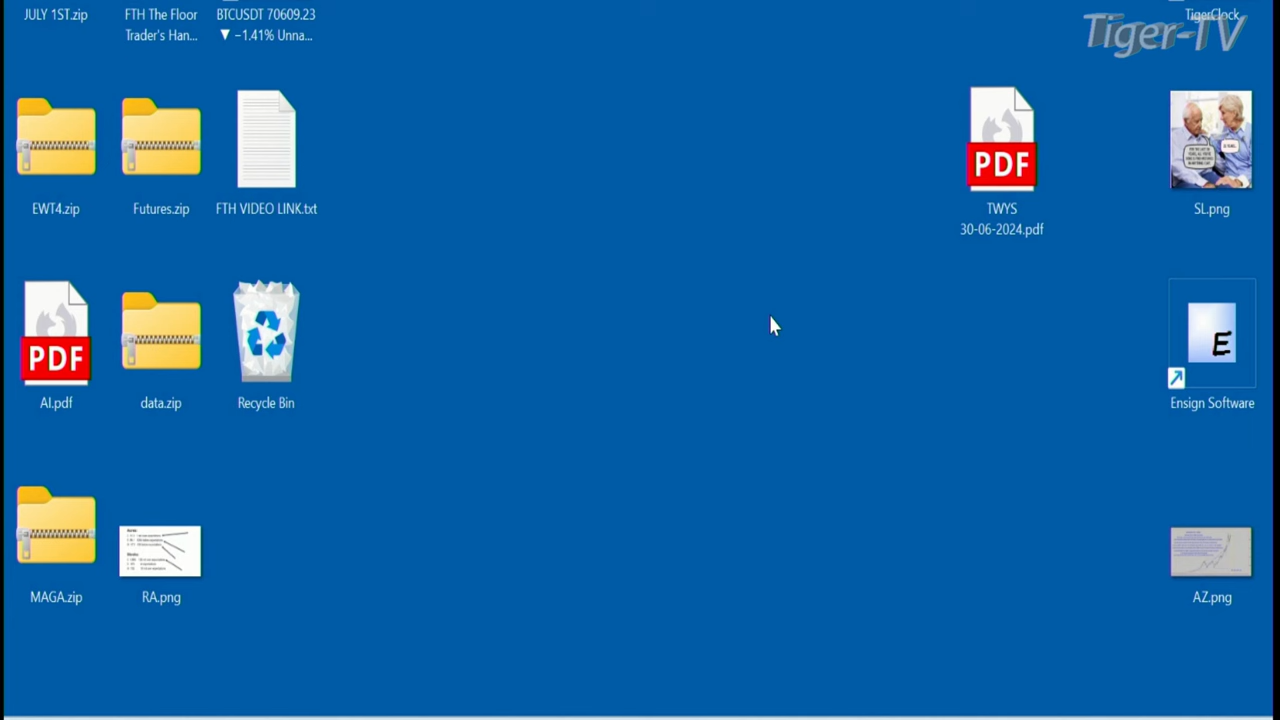 JULY 1ST.zip
FTH The Floor
Trader's Han...
BTCUSDT 70609.23
▼ −1.41% Unna...
TigerClock
Tiger-TV
EWT4.zip
Futures.zip
FTH VIDEO LINK.txt
PDF
TWYS
30-06-2024.pdf
SL.png
PDF
AI.pdf
data.zip
Recycle Bin
E
Ensign Software
MAGA.zip
RA.png
AZ.png